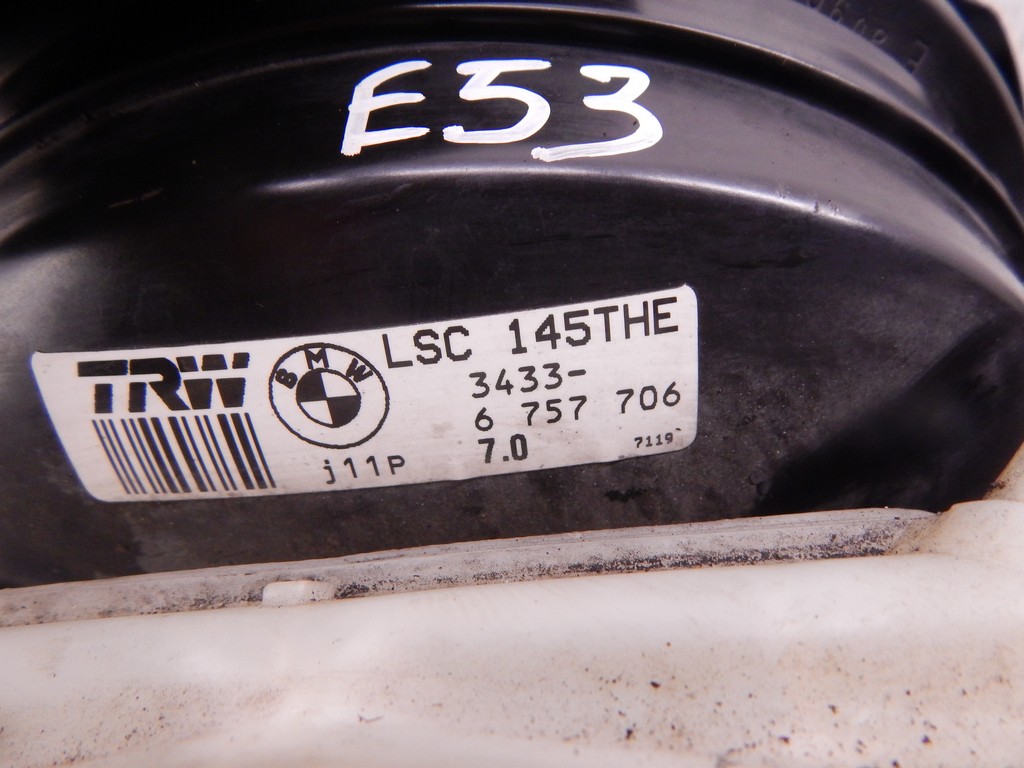 E53
TRW
BMW
LSC 145THE
3433-
6 757 706
j11P
7.0
7119